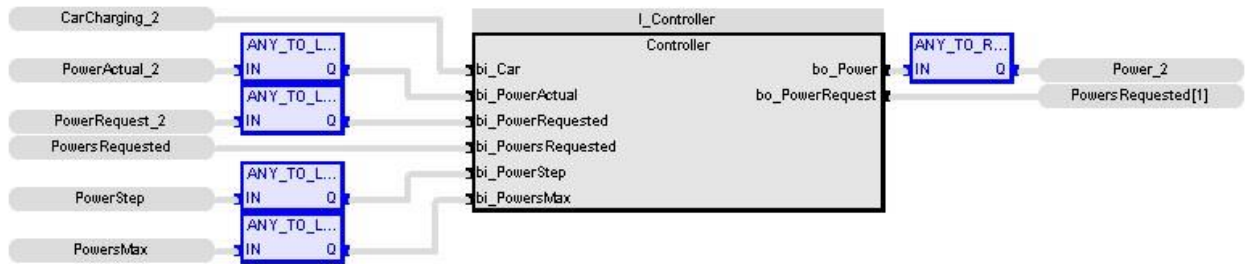 CarCharging_2
I_Controller
ANY_TO_L...
Controller
ANY_TO_R...
PowerActual_2
IN Q
bi_Car
bo_Power
IN Q
Power_2
ANY_TO_L...
bi_PowerActual
bo_PowerRequest
PowersRequested[1]
PowerRequest_2
IN Q
bi_PowerRequested
PowersRequested
bi_PowersRequested
ANY_TO_L...
bi_PowerStep
PowerStep
IN Q
bi_PowersMax
ANY_TO_L...
PowersMax
IN Q